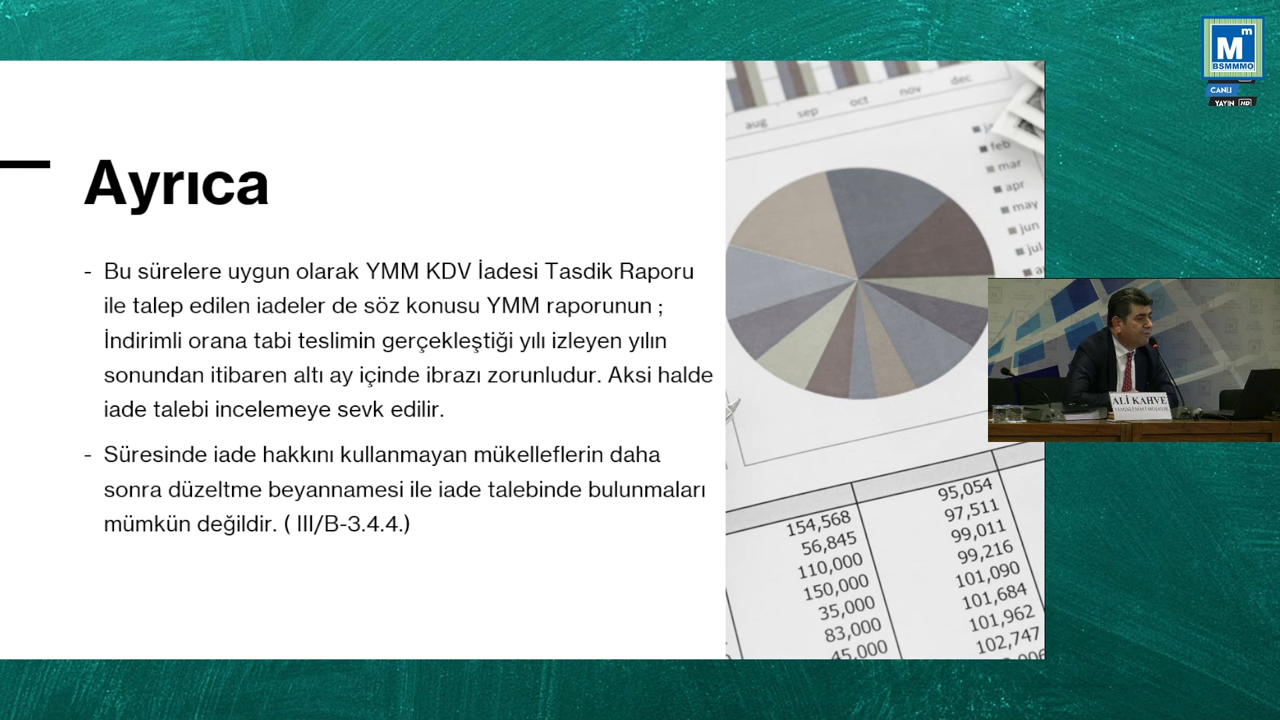 Ayrıca
- Bu sürelere uygun olarak YMM KDV İadesi Tasdik Raporu
ile talep edilen iadeler de söz konusu YMM raporunun ;
İndirimli orana tabi teslimin gerçekleştiği yılı izleyen yılın
sonundan itibaren altı ay içinde ibrazı zorunludur. Aksi halde
iade talebi incelemeye sevk edilir.
- Süresinde iade hakkını kullanmayan mükelleflerin daha
sonra düzeltme beyannamesi ile iade talebinde bulunmaları
mümkün değildir. ( III/B-3.4.4.)
aug sep oct nov dec
feb
mar
apr
may
jun
jul
154,568
56,845
110,000
150,000
35,000
83,000
45,000
95,054
97,511
99,011
99,216
101,090
101,684
101,962
102,747
M m
BSMMMO
CANLI
YAYIN HD
ALİ KAHVE